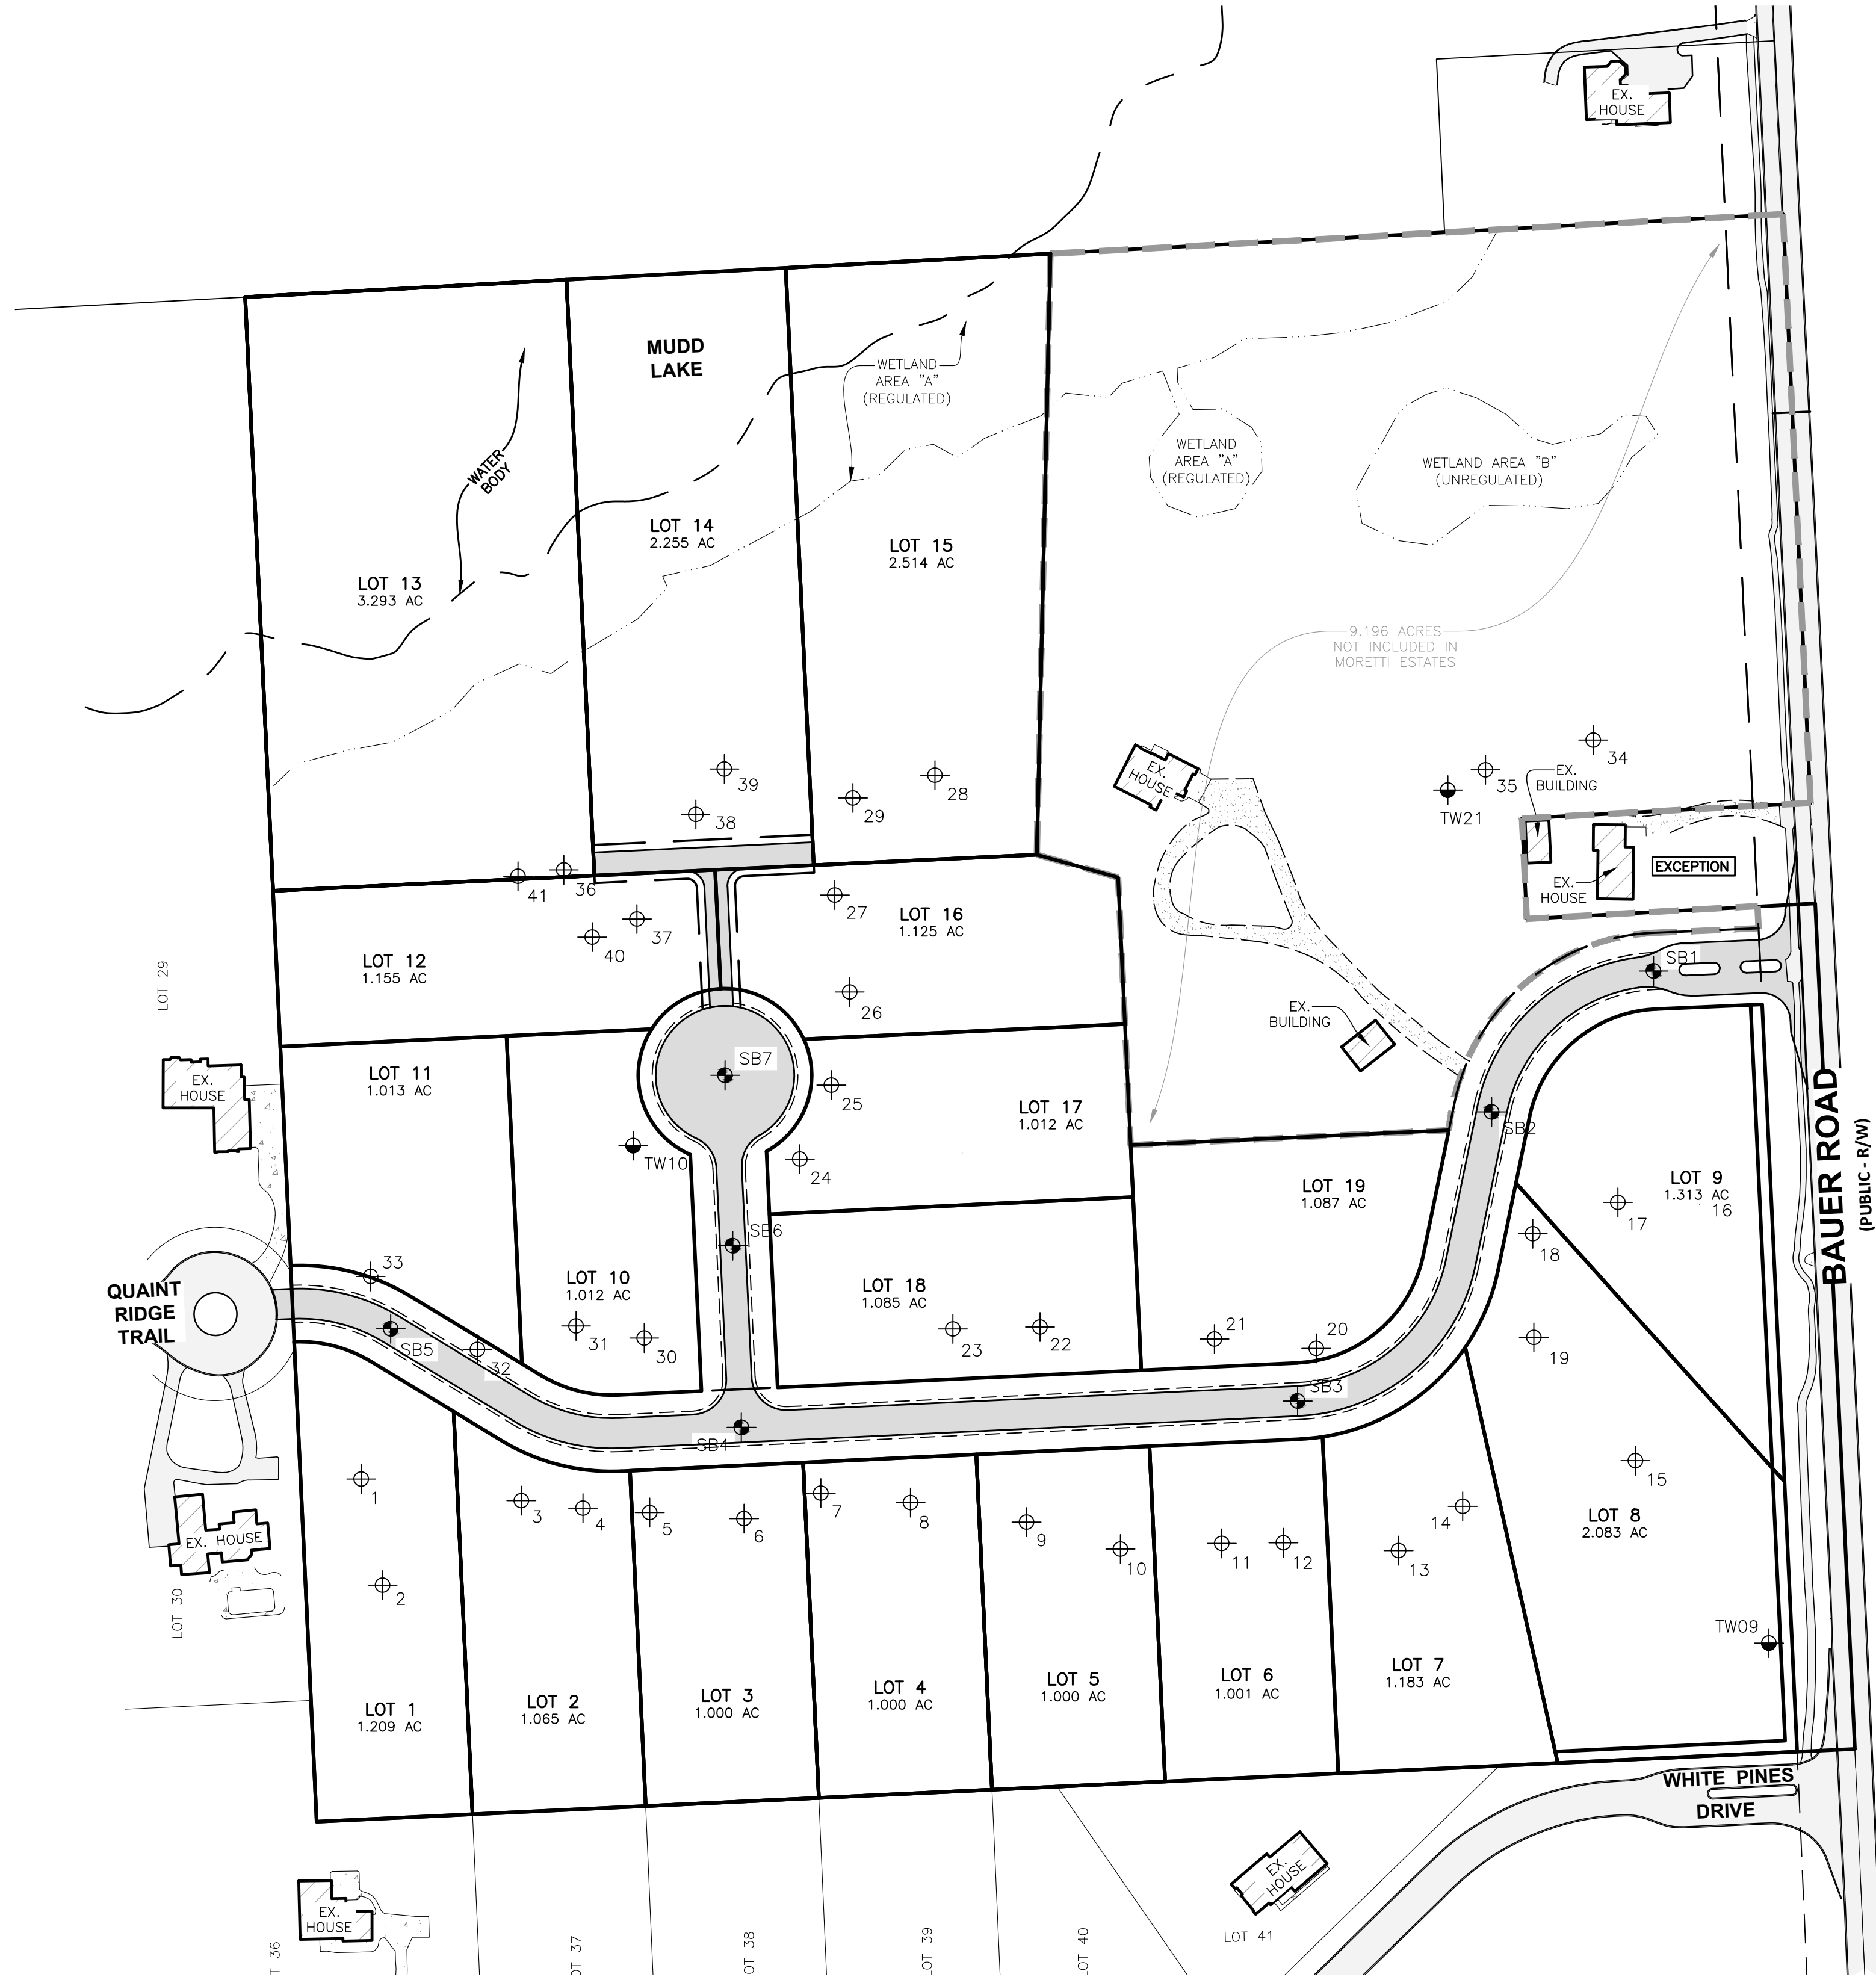 EX.
HOUSE
MUDD
LAKE
WETLAND
AREA "A"
(REGULATED)
WETLAND
AREA "A"
(REGULATED)
WETLAND AREA "B"
(UNREGULATED)
WATER
BODY
LOT 14
2.255 AC
LOT 15
2.514 AC
LOT 13
3.293 AC
9.196 ACRES
NOT INCLUDED IN
MORETTI ESTATES
34
39
28
35
EX.
BUILDING
EX.
HOUSE
29
TW21
38
EXCEPTION
EX.
HOUSE
41
36
27
LOT 16
1.125 AC
37
40
LOT 12
1.155 AC
SB1
LOT 29
26
EX.
BUILDING
SB7
LOT 11
1.013 AC
EX.
HOUSE
25
LOT 17
1.012 AC
SB2
BAUER ROAD
(PUBLIC - R/W)
TW10
24
LOT 19
1.087 AC
LOT 9
1.313 AC
16
17
18
SB6
33
LOT 10
1.012 AC
LOT 18
1.085 AC
QUAINT
RIDGE
TRAIL
SB5
32
31
30
23
22
21
20
19
SB3
SB4
1
3
4
5
6
7
8
9
10
11
12
13
14
15
LOT 8
2.083 AC
EX. HOUSE
2
LOT 30
TW09
LOT 1
1.209 AC
LOT 2
1.065 AC
LOT 3
1.000 AC
LOT 4
1.000 AC
LOT 5
1.000 AC
LOT 6
1.001 AC
LOT 7
1.183 AC
WHITE PINES
DRIVE
EX.
HOUSE
EX.
HOUSE
LOT 41
T 36
OT 37
OT 38
LOT 39
LOT 40